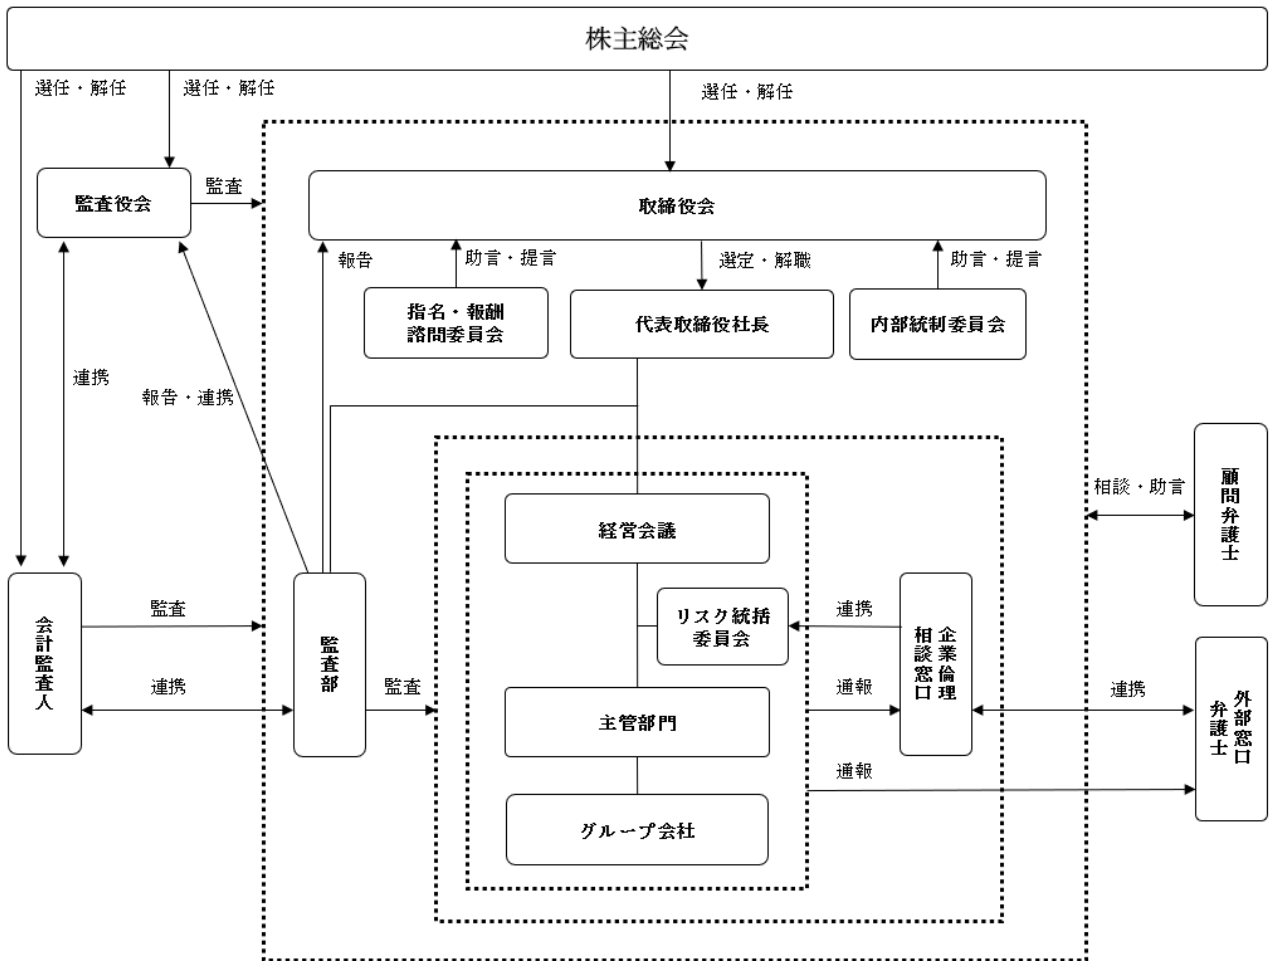 株主総会
選任・解任
選任・解任
選任・解任
監査役会
監査
取締役会
報告
助言・提言
選定・解職
助言・提言
指名・報酬
諮問委員会
代表取締役社長
内部統制委員会
連携
報告・連携
相談・助言
顧問弁護士
経営会議
リスク統括
委員会
連携
企業倫理
相談窓口
会計監査人
監査
連携
監査部
監査
主管部門
通報
連携
外部窓口
弁護士
通報
グループ会社